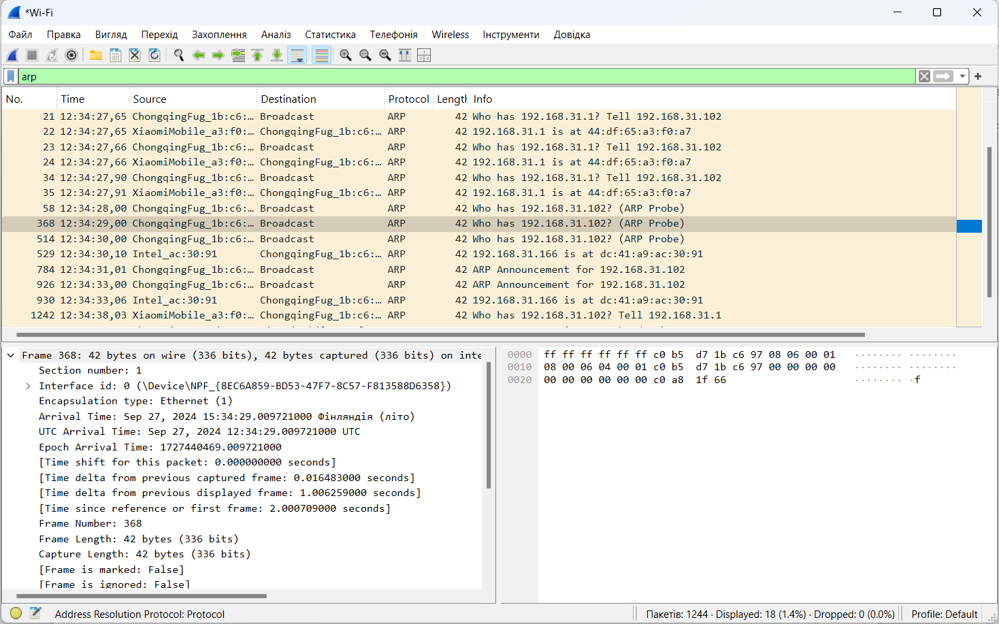 *Wi-Fi
Файл Правка Вигляд Перехід Захоплення Аналіз Статистика Телефонія Wireless Інструменти Довідка
arp
No. Time Source Destination Protocol Length Info
21 12:34:27,65 ChongqingFug_1b:c6:… Broadcast ARP 42 Who has 192.168.31.1? Tell 192.168.31.102
22 12:34:27,65 XiaomiMobile_a3:f0:… ChongqingFug_1b:c6:… ARP 42 192.168.31.1 is at 44:df:65:a3:f0:a7
23 12:34:27,66 ChongqingFug_1b:c6:… Broadcast ARP 42 Who has 192.168.31.1? Tell 192.168.31.102
24 12:34:27,66 XiaomiMobile_a3:f0:… ChongqingFug_1b:c6:… ARP 42 192.168.31.1 is at 44:df:65:a3:f0:a7
34 12:34:27,90 ChongqingFug_1b:c6:… Broadcast ARP 42 Who has 192.168.31.1? Tell 192.168.31.102
35 12:34:27,91 XiaomiMobile_a3:f0:… ChongqingFug_1b:c6:… ARP 42 192.168.31.1 is at 44:df:65:a3:f0:a7
58 12:34:28,00 ChongqingFug_1b:c6:… Broadcast ARP 42 Who has 192.168.31.102? (ARP Probe)
368 12:34:29,00 ChongqingFug_1b:c6:… Broadcast ARP 42 Who has 192.168.31.102? (ARP Probe)
514 12:34:30,00 ChongqingFug_1b:c6:… Broadcast ARP 42 Who has 192.168.31.102? (ARP Probe)
529 12:34:30,10 Intel_ac:30:91 ChongqingFug_1b:c6:… ARP 42 192.168.31.166 is at dc:41:a9:ac:30:91
784 12:34:31,01 ChongqingFug_1b:c6:… Broadcast ARP 42 ARP Announcement for 192.168.31.102
926 12:34:33,00 ChongqingFug_1b:c6:… Broadcast ARP 42 ARP Announcement for 192.168.31.102
930 12:34:33,06 Intel_ac:30:91 ChongqingFug_1b:c6:… ARP 42 192.168.31.166 is at dc:41:a9:ac:30:91
1242 12:34:38,03 XiaomiMobile_a3:f0:… ChongqingFug_1b:c6:… ARP 42 Who has 192.168.31.102? Tell 192.168.31.1
Frame 368: 42 bytes on wire (336 bits), 42 bytes captured (336 bits) on inte
Section number: 1
Interface id: 0 (\Device\NPF_{8EC6A859-BD53-47F7-8C57-F813588D6358})
Encapsulation type: Ethernet (1)
Arrival Time: Sep 27, 2024 15:34:29.009721000 Фінляндія (літо)
UTC Arrival Time: Sep 27, 2024 12:34:29.009721000 UTC
Epoch Arrival Time: 1727440469.009721000
[Time shift for this packet: 0.000000000 seconds]
[Time delta from previous captured frame: 0.016483000 seconds]
[Time delta from previous displayed frame: 1.006259000 seconds]
[Time since reference or first frame: 2.000709000 seconds]
Frame Number: 368
Frame Length: 42 bytes (336 bits)
Capture Length: 42 bytes (336 bits)
[Frame is marked: False]
[Frame is ignored: False]
0000 ff ff ff ff ff ff c0 b5 d7 1b c6 97 08 06 00 01 ········ ········
0010 08 00 06 04 00 01 c0 b5 d7 1b c6 97 00 00 00 00 ········ ········
0020 00 00 00 00 00 00 c0 a8 1f 66 ········ ·f
Address Resolution Protocol: Protocol Пакетів: 1244 · Displayed: 18 (1.4%) · Dropped: 0 (0.0%) Profile: Default